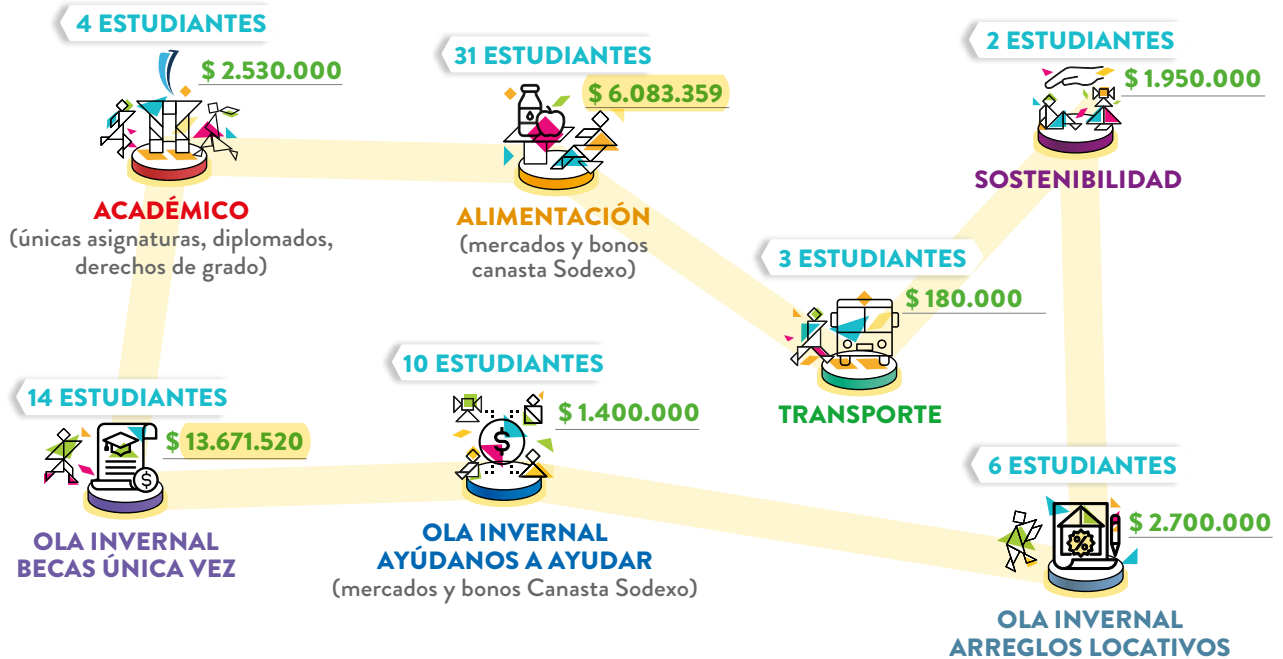 4 ESTUDIANTES
$ 2.530.000
ACADÉMICO
(únicas asignaturas, diplomados,
derechos de grado)
31 ESTUDIANTES
$ 6.083.359
ALIMENTACIÓN
(mercados y bonos
canasta Sodexo)
2 ESTUDIANTES
$ 1.950.000
SOSTENIBILIDAD
3 ESTUDIANTES
$ 180.000
TRANSPORTE
14 ESTUDIANTES
$ 13.671.520
OLA INVERNAL
BECAS ÚNICA VEZ
10 ESTUDIANTES
$ 1.400.000
$
OLA INVERNAL
AYÚDANOS A AYUDAR
(mercados y bonos Canasta Sodexo)
6 ESTUDIANTES
$ 2.700.000
%
OLA INVERNAL
ARREGLOS LOCATIVOS